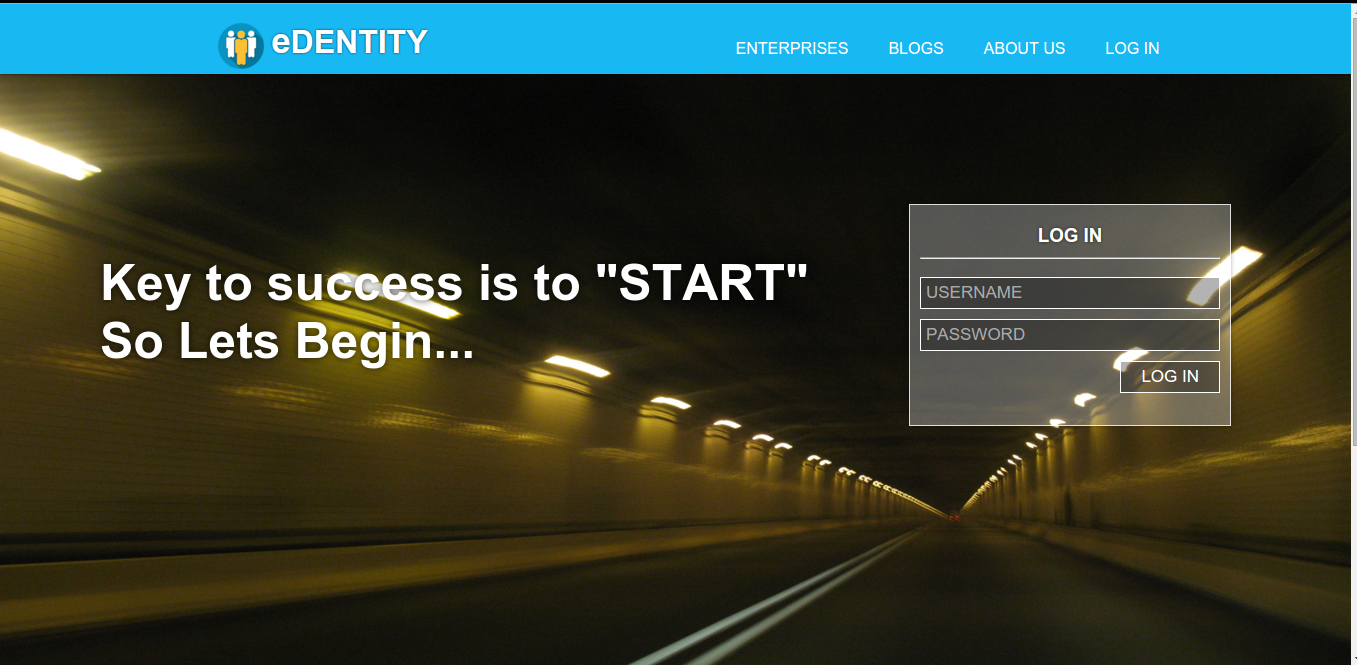 eDENTITY
ENTERPRISES BLOGS ABOUT US LOG IN
Key to success is to "START"
So Lets Begin...
LOG IN
USERNAME
PASSWORD
LOG IN